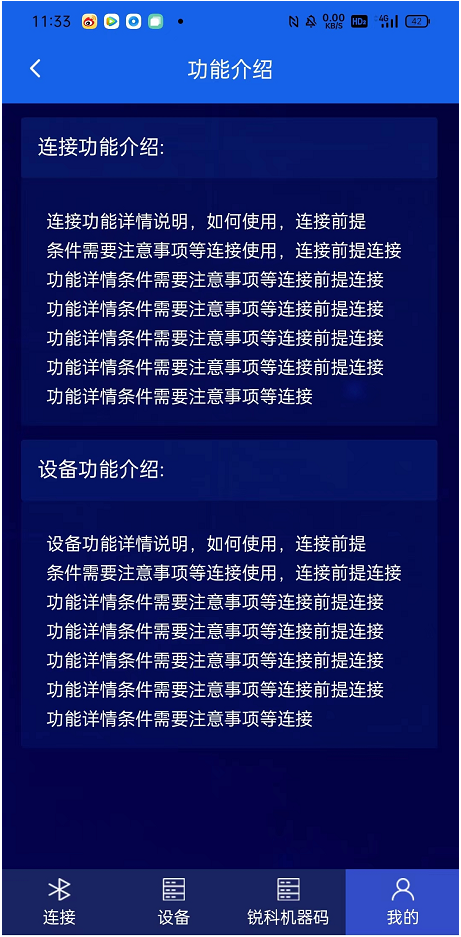 11:33
0.00
KB/S
HD
4G
42
功能介绍
连接功能介绍:
连接功能详情说明，如何使用，连接前提
条件需要注意事项等连接使用，连接前提连接
功能详情条件需要注意事项等连接前提连接
功能详情条件需要注意事项等连接前提连接
功能详情条件需要注意事项等连接前提连接
功能详情条件需要注意事项等连接前提连接
功能详情条件需要注意事项等连接
设备功能介绍:
设备功能详情说明，如何使用，连接前提
条件需要注意事项等连接使用，连接前提连接
功能详情条件需要注意事项等连接前提连接
功能详情条件需要注意事项等连接前提连接
功能详情条件需要注意事项等连接前提连接
功能详情条件需要注意事项等连接前提连接
功能详情条件需要注意事项等连接
连接
设备
锐科机器码
我的